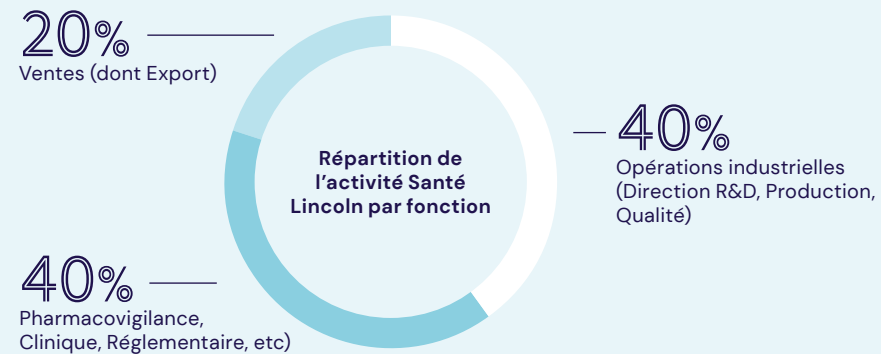 20%
Ventes (dont Export)
Répartition de
l'activité Santé
Lincoln par fonction
40%
Opérations industrielles
(Direction R&D, Production,
Qualité)
40%
Pharmacovigilance,
Clinique, Réglementaire, etc)